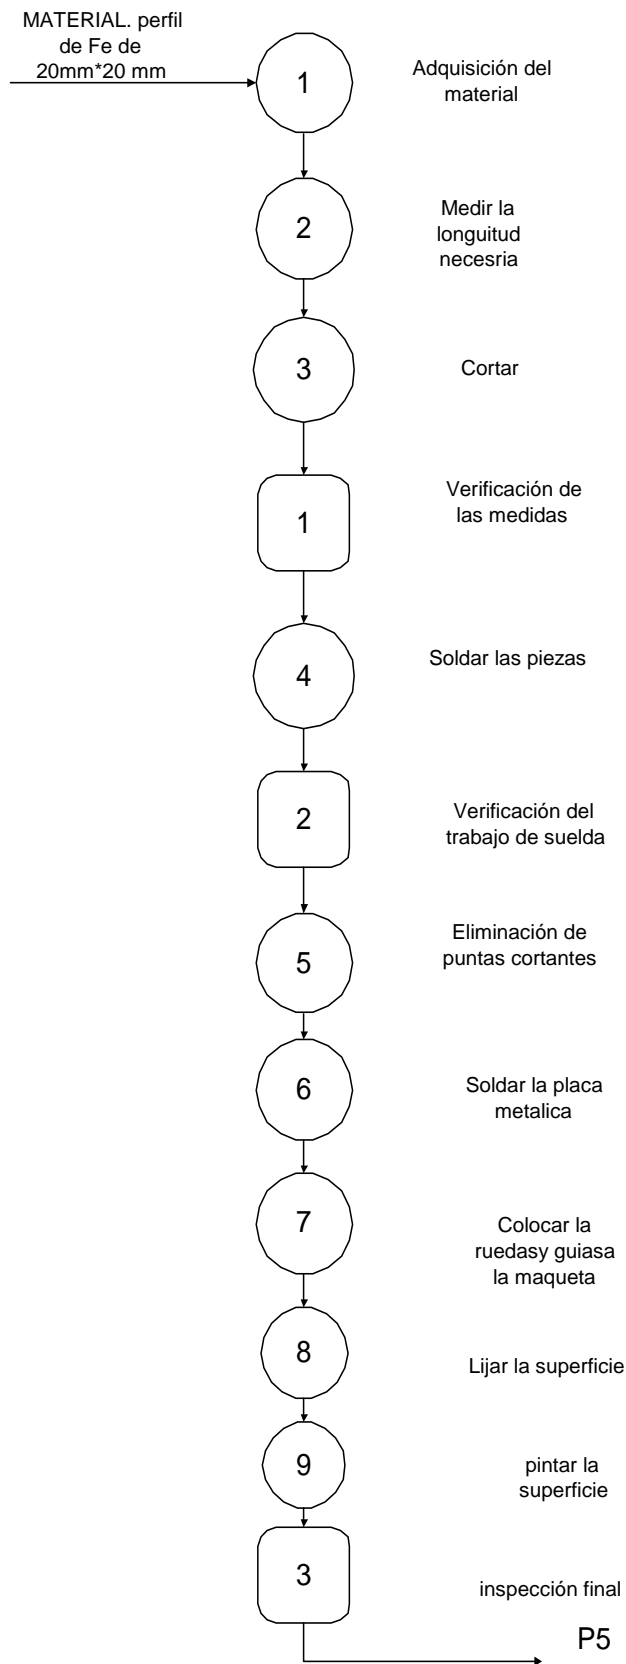 MATERIAL. perfil
de Fe de
20mm*20 mm
1
Adquisición del
material
2
Medir la
longuitud
necesria
3
Cortar
1
Verificación de
las medidas
4
Soldar las piezas
2
Verificación del
trabajo de suelda
5
Eliminación de
puntas cortantes
6
Soldar la placa
metalica
7
Colocar la
ruedasy guiasa
la maqueta
8
Lijar la superficie
9
pintar la
superficie
3
inspección final
P5